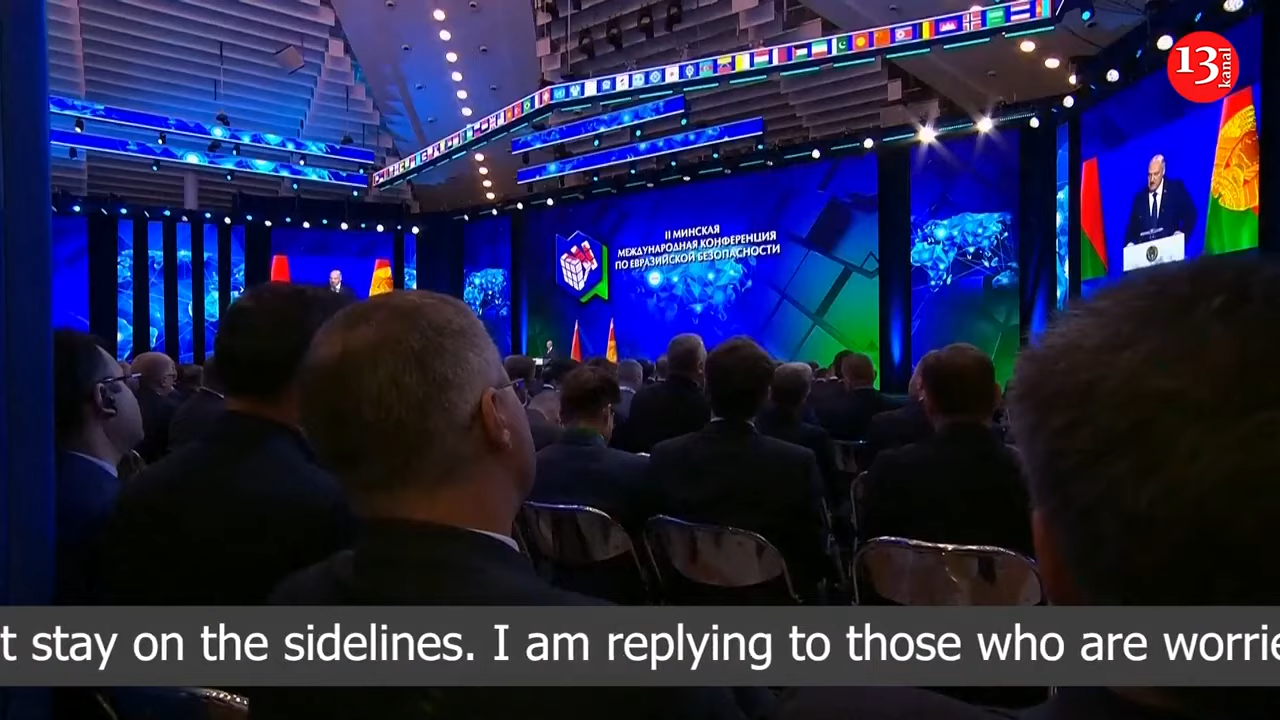 13
kanal
II МИНСКАЯ
МЕЖДУНАРОДНАЯ КОНФЕРЕНЦИЯ
ПО ЕВРАЗИЙСКОЙ БЕЗОПАСНОСТИ
t stay on the sidelines. I am replying to those who are worrie